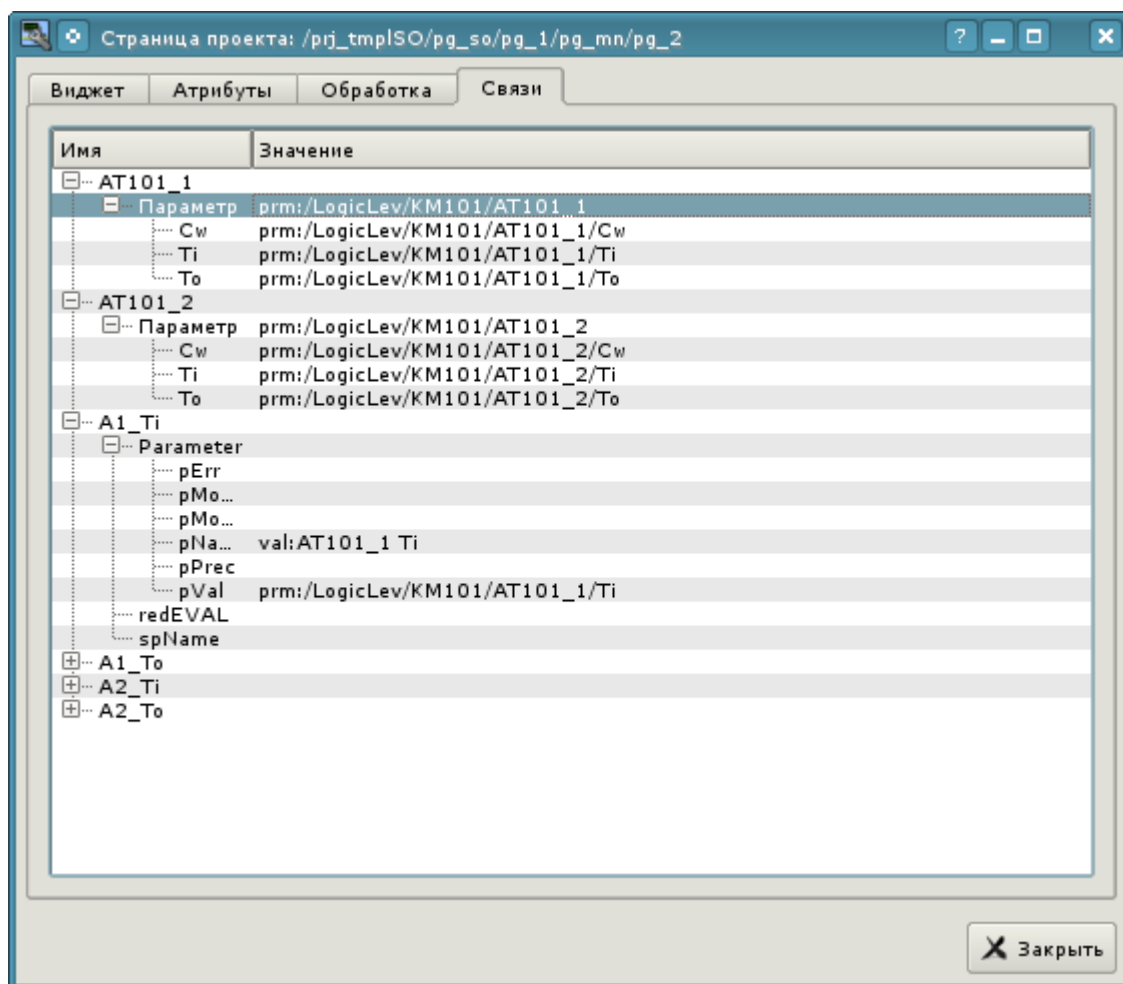 Страница проекта: /prj_tmplSO/pg_so/pg_1/pg_mn/pg_2 ?
Виджет Атрибуты Обработка Связи
Имя Значение
AT101_1
Параметр prm:/LogicLev/KM101/AT101_1
Cw prm:/LogicLev/KM101/AT101_1/Cw
Ti prm:/LogicLev/KM101/AT101_1/Ti
To prm:/LogicLev/KM101/AT101_1/To
AT101_2
Параметр prm:/LogicLev/KM101/AT101_2
Cw prm:/LogicLev/KM101/AT101_2/Cw
Ti prm:/LogicLev/KM101/AT101_2/Ti
To prm:/LogicLev/KM101/AT101_2/To
A1_Ti
Parameter
pErr
pMo...
pMo...
pNa... val:AT101_1 Ti
pPrec
pVal prm:/LogicLev/KM101/AT101_1/Ti
redEVAL
spName
A1_To
A2_Ti
A2_To
Закрыть